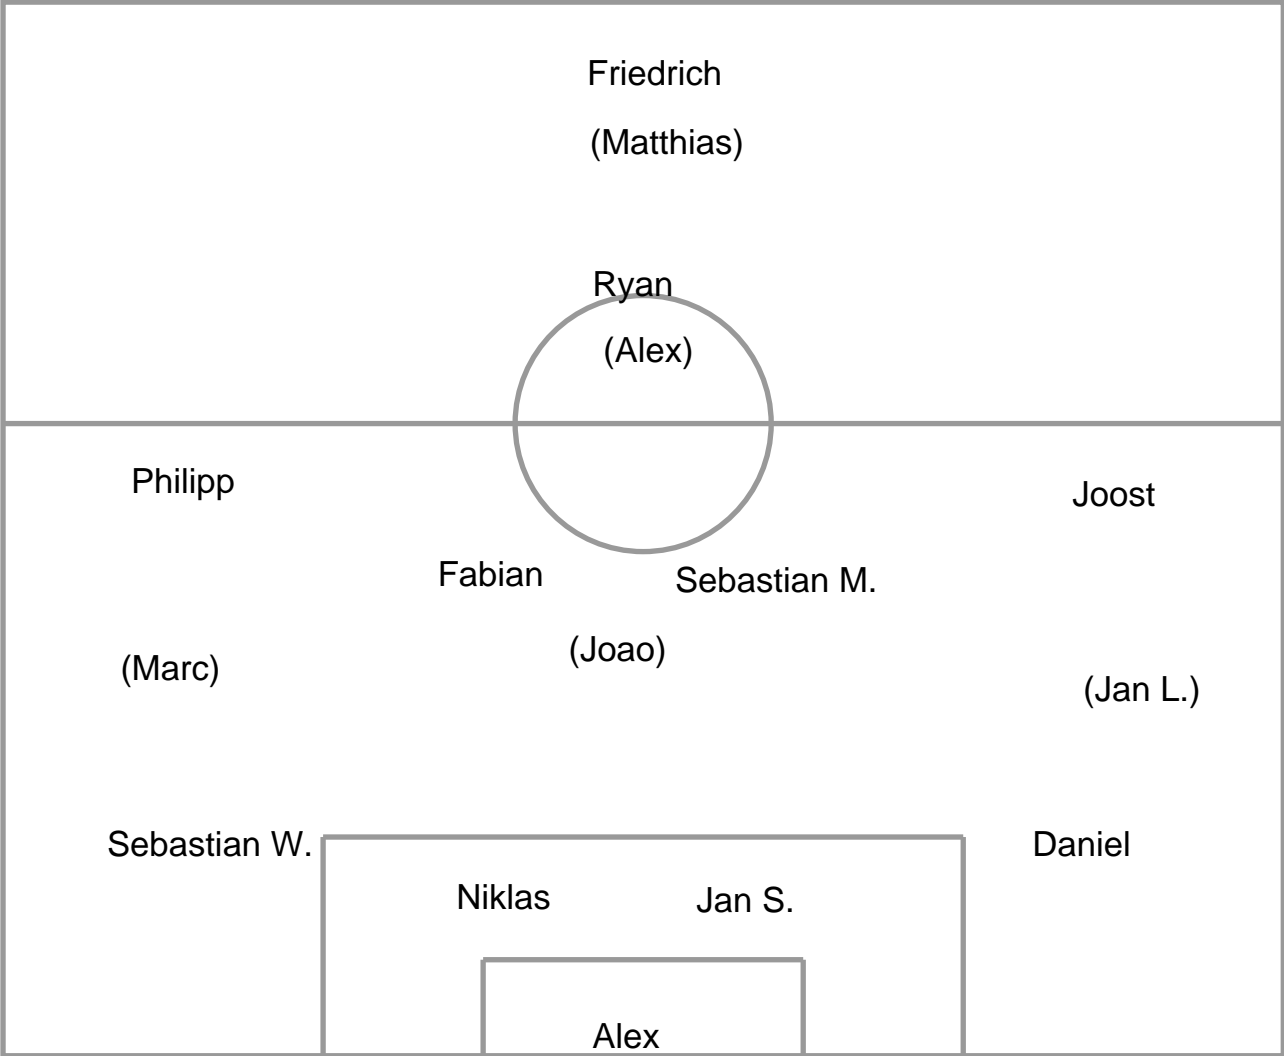 Friedrich
(Matthias)
Ryan
(Alex)
Philipp
Joost
Fabian
Sebastian M.
(Joao)
(Marc)
(Jan L.)
Sebastian W.
Daniel
Niklas
Jan S.
Alex